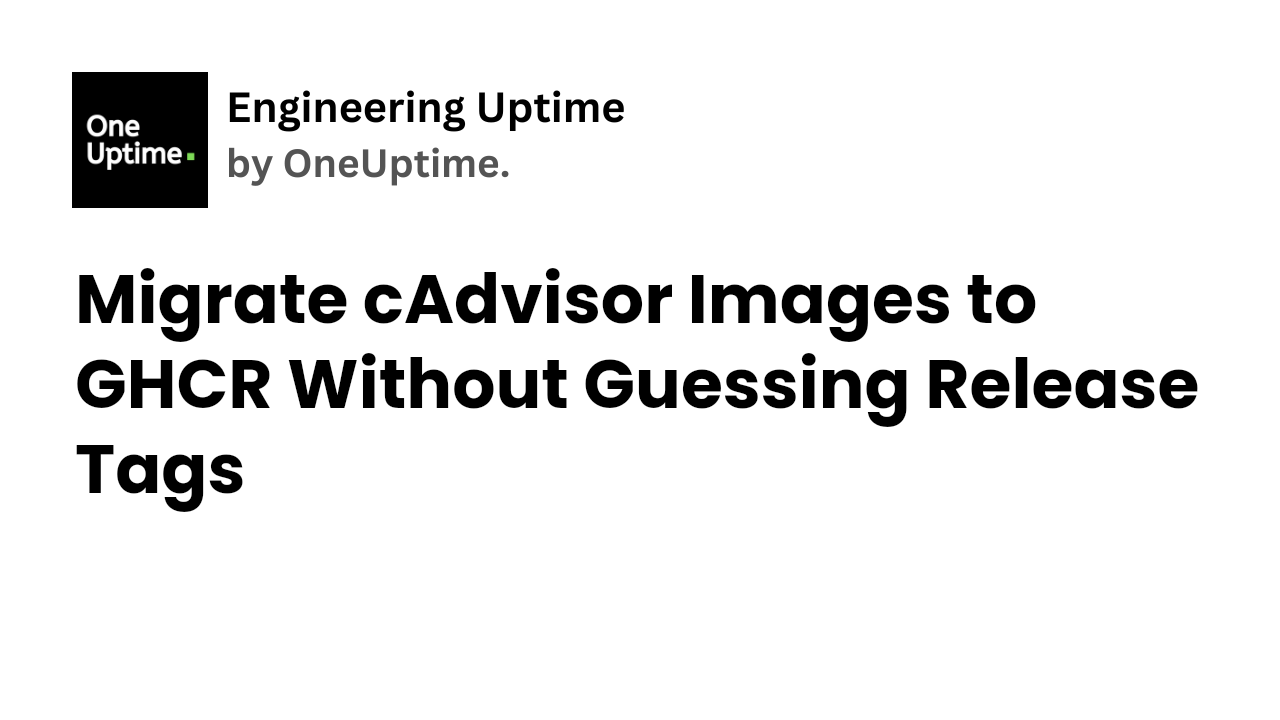 One
Uptime
Engineering Uptime
by OneUptime.
Migrate cAdvisor Images to
GHCR Without Guessing Release
Tags